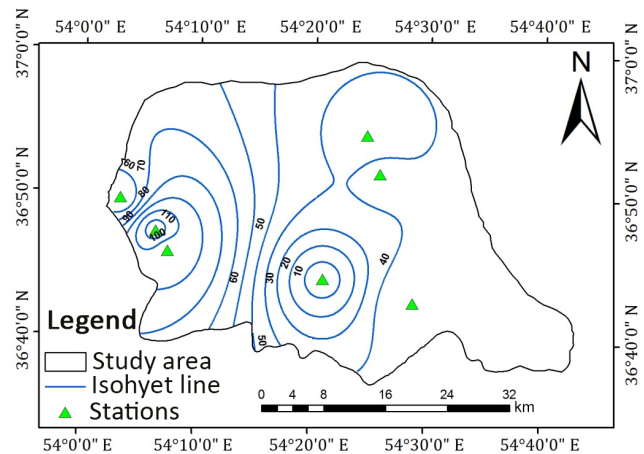 54°0'0" E 54°10'0" E 54°20'0" E 54°30'0" E 54°40'0" E
37°0'0" N
37°0'0" N
N
60
70
80
90
110
100
36°50'0" N
36°50'0" N
50
60
30
20
10
40
50
36°40'0" N
36°40'0" N
Legend
Study area
Isohyet line
Stations
0 4 8 16 24 32
km
54°0'0" E 54°10'0" E 54°20'0" E 54°30'0" E 54°40'0" E